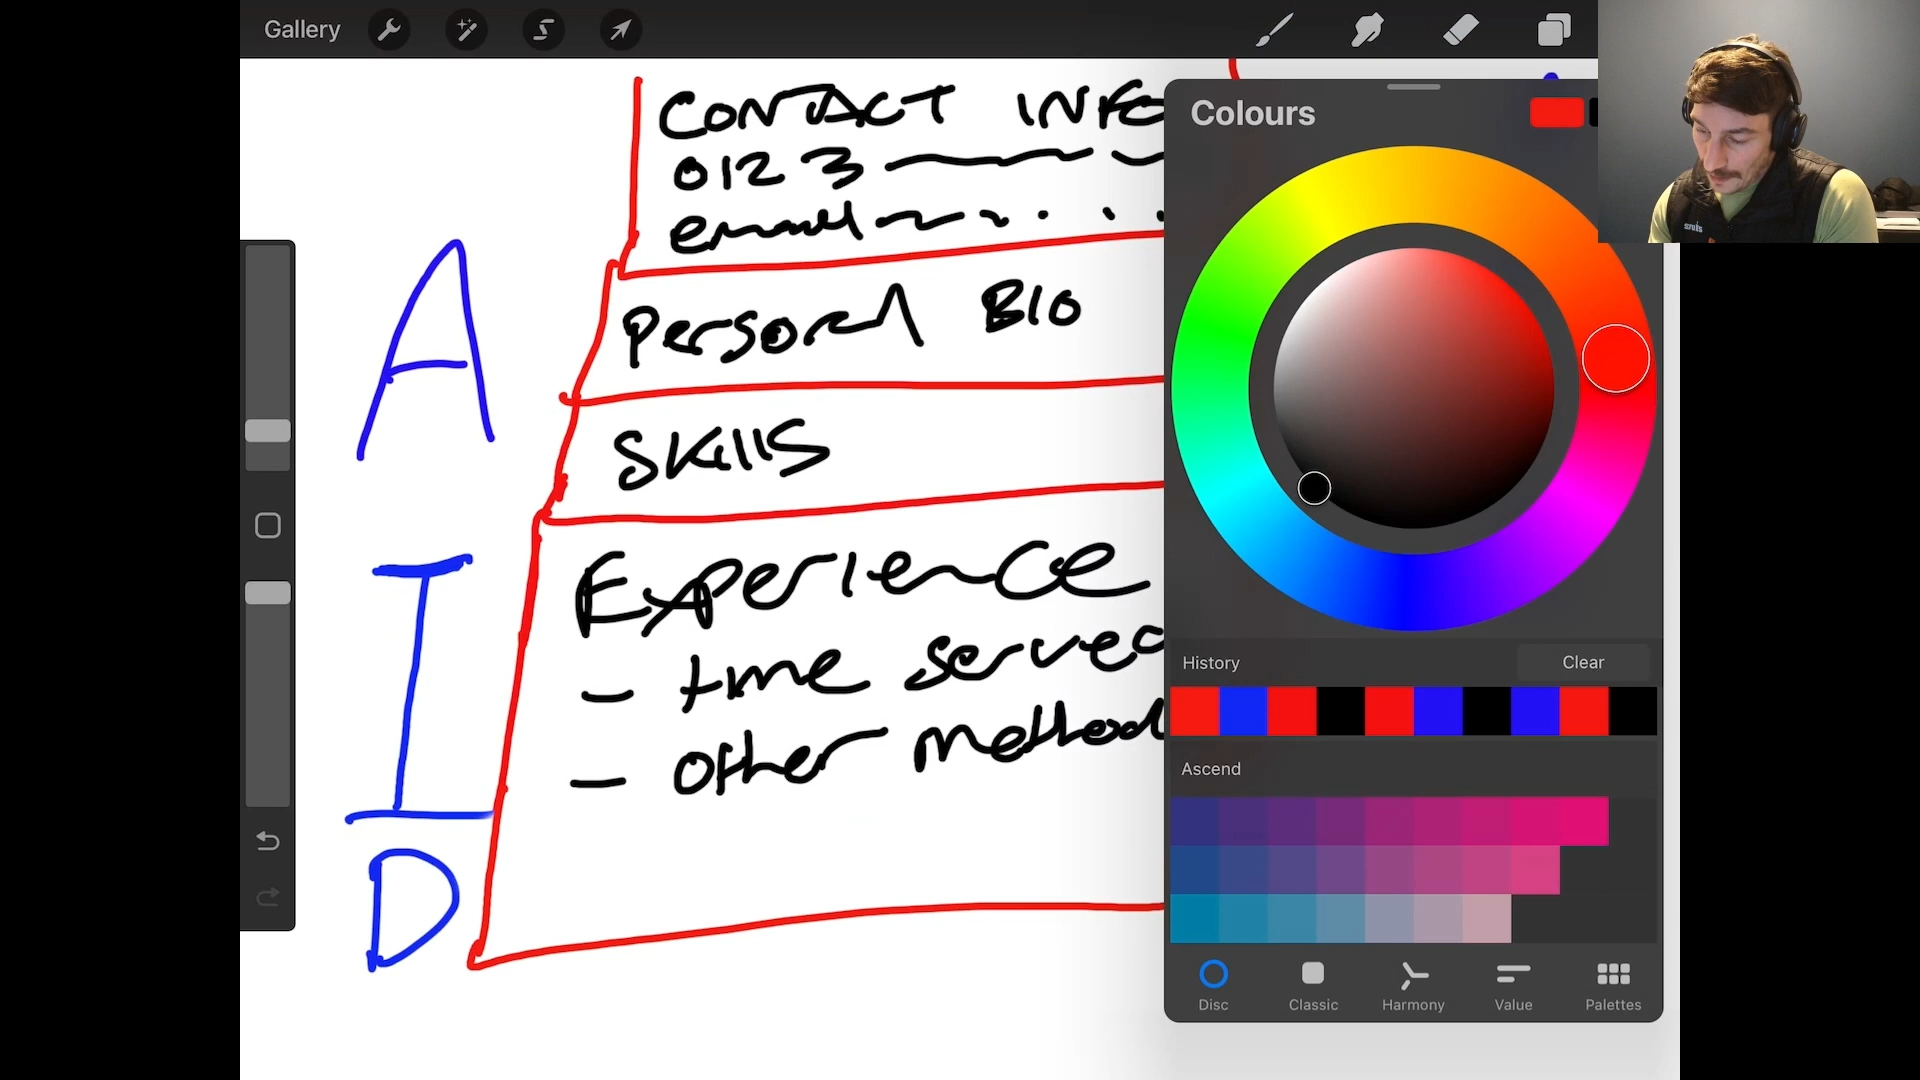 Gallery
CONTACT INFO
0123
email
Personal BIO
Skills
Experience
- time served
- other method
A
I
D
Colours
History
Clear
Ascend
Disc
Classic
Harmony
Value
Palettes